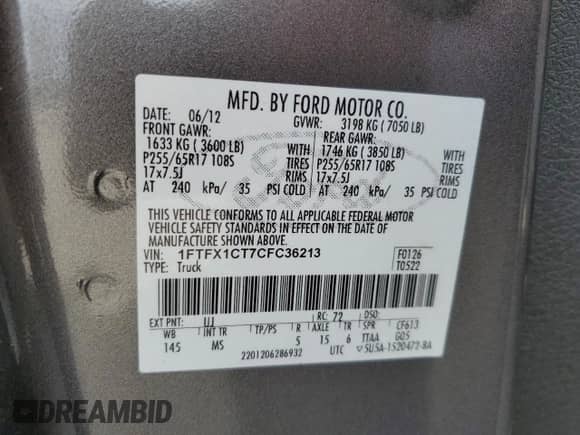 MFD. BY FORD MOTOR CO.
DATE: 06/12 GVWR: 3198 KG ( 7050 LB)
FRONT GAWR: REAR GAWR:
1633 KG ( 3600 LB) WITH 1746 KG ( 3850 LB) WITH
P255/65R17 108S TIRES P255/65R17 108S TIRES
17x7.5J RIMS 17x7.5J RIMS
AT 240 kPa/ 35 PSI COLD AT 240 kPa/ 35 PSI COLD
THIS VEHICLE CONFORMS TO ALL APPLICABLE FEDERAL MOTOR
VEHICLE SAFETY STANDARDS IN EFFECT ON THE DATE OF
MANUFACTURE SHOWN ABOVE.
VIN: 1FTFX1CT7CFC36213 F0126
TYPE: Truck T0522
EXT PNT: UJ RC: 72 DSO:
WB INT TR TP/PS R AXLE TR SPR CF613
145 MS 5 15 6 TTAA G05
2201206286932 UTC ▽5U5A-1520472-BA
DREAMBID